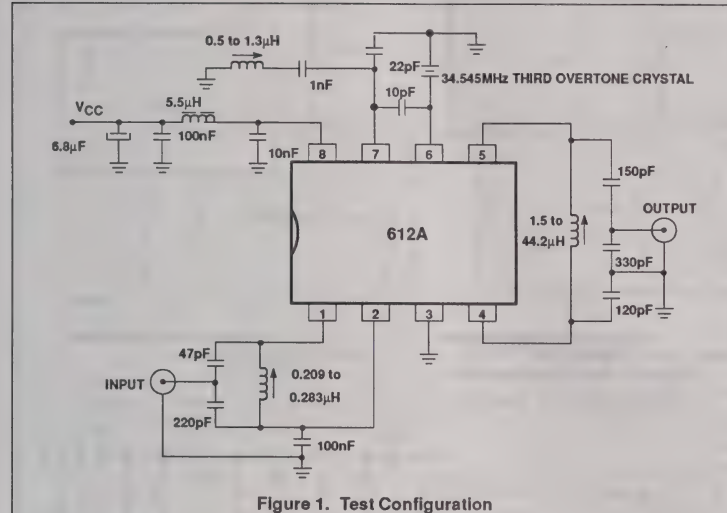 0.5 to 1.3μH
1nF
22pF
34.545MHz THIRD OVERTONE CRYSTAL
10pF
5.5μH
VCC
6.8μF
100nF
10nF
8
7
6
5
150pF
1.5 to
44.2μH
OUTPUT
330pF
120pF
612A
1
2
3
4
47pF
INPUT
0.209 to
0.283μH
220pF
100nF
Figure 1. Test Configuration